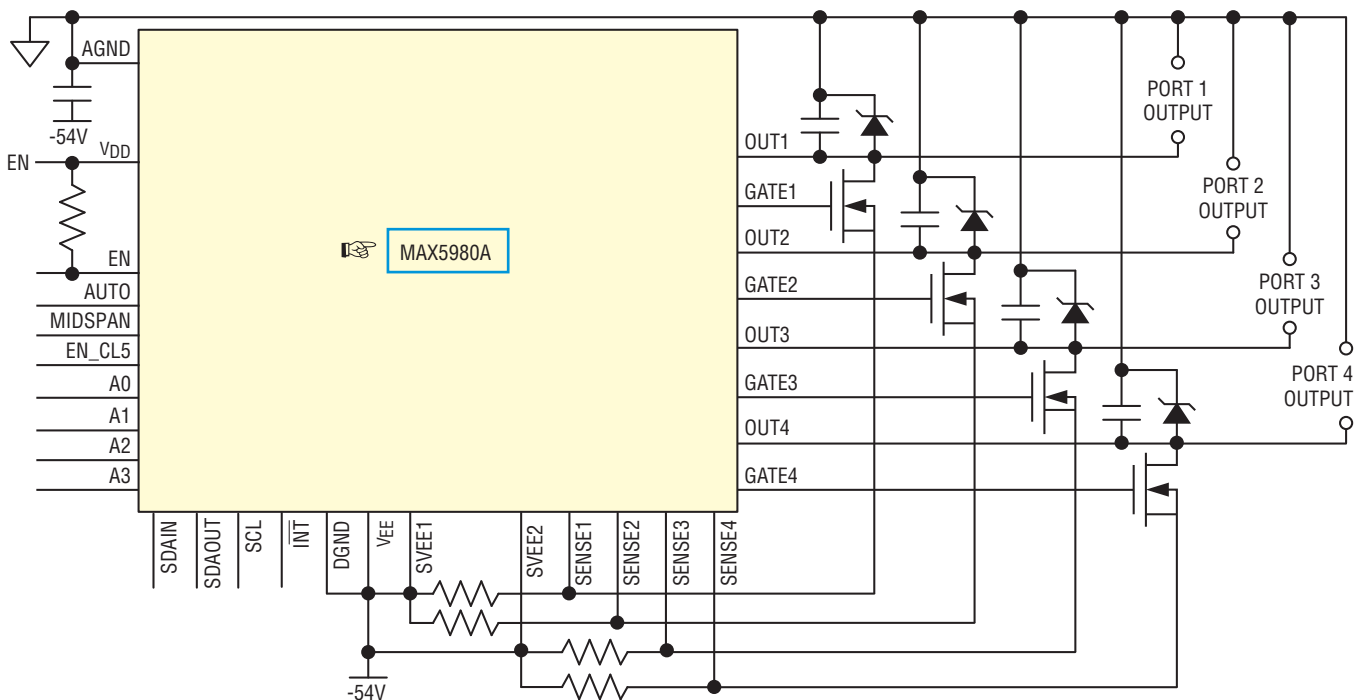 AGND
-54V
EN
VDD
EN
AUTO
MIDSPAN
EN_CL5
A0
A1
A2
A3
MAX5980A
OUT1
GATE1
OUT2
GATE2
OUT3
GATE3
OUT4
GATE4
PORT 1
OUTPUT
PORT 2
OUTPUT
PORT 3
OUTPUT
PORT 4
OUTPUT
SDAIN
SDAOUT
SCL
INT
DGND
VEE
SVEE1
SVEE2
SENSE1
SENSE2
SENSE3
SENSE4
-54V